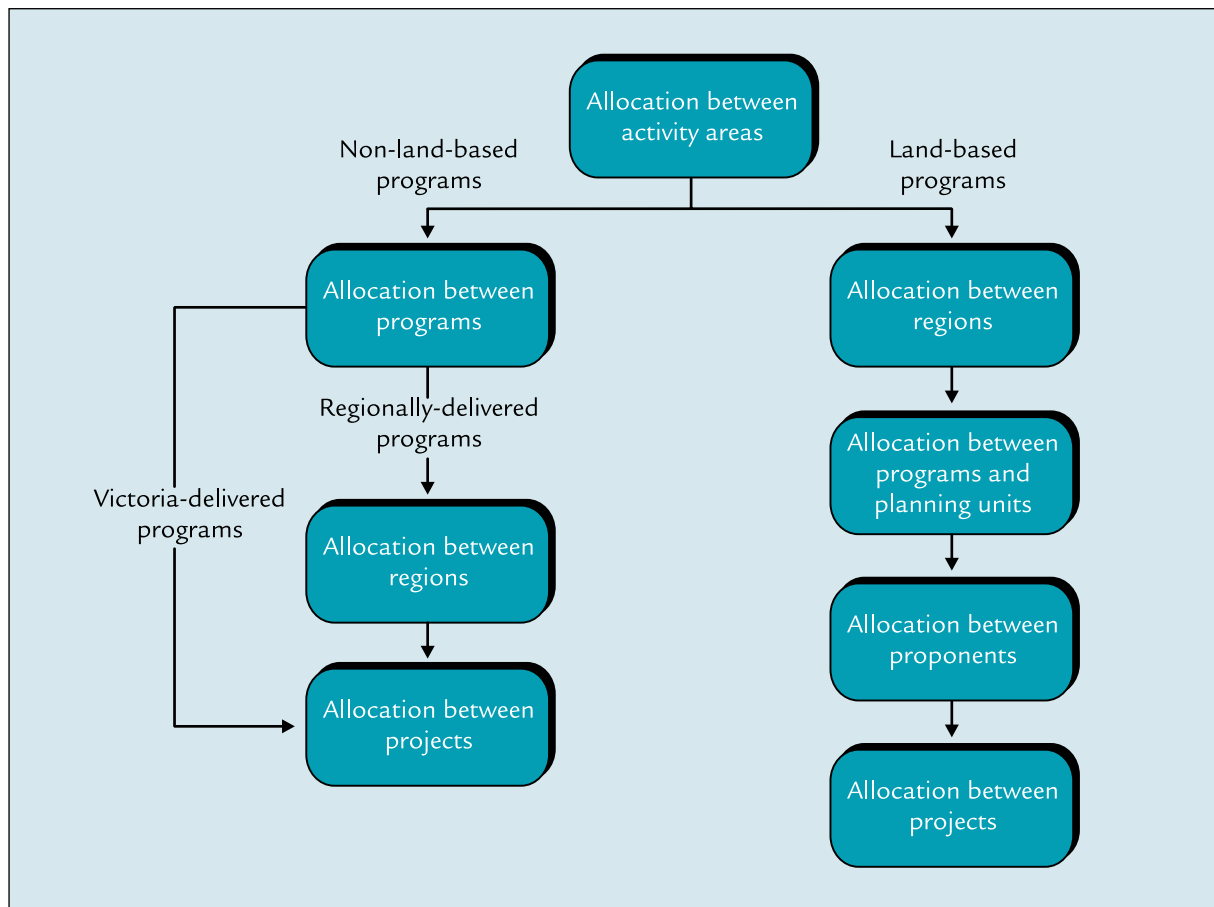 Allocation between
activity areas
Non-land-based
programs
Land-based
programs
Allocation between
programs
Allocation between
regions
Regionally-delivered
programs
Allocation between
programs and
planning units
Victoria-delivered
programs
Allocation between
regions
Allocation between
proponents
Allocation between
projects
Allocation between
projects